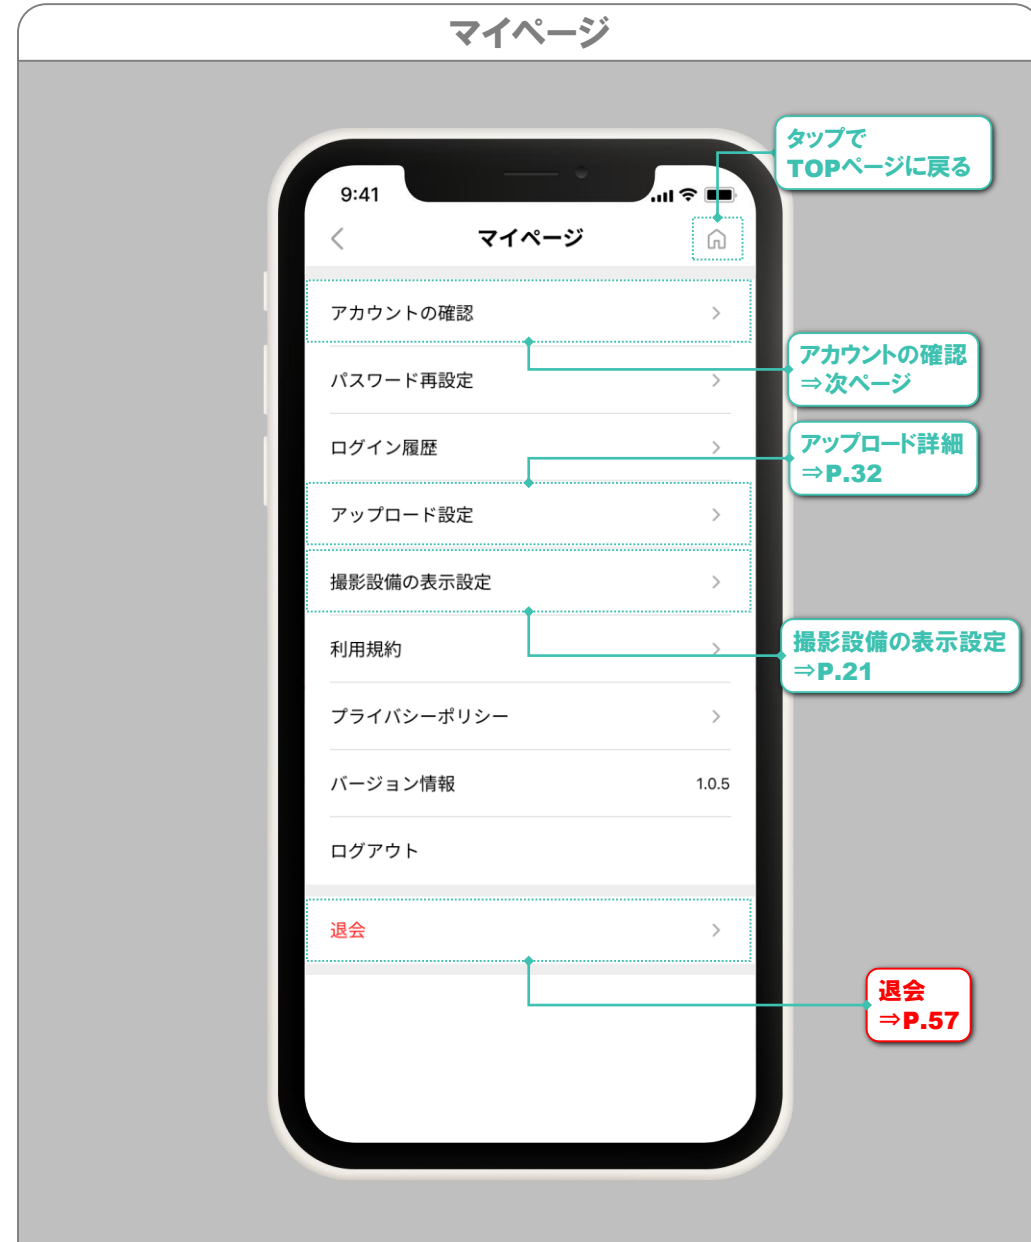 マイページ
タップで
TOPページに戻る
9:41
マイページ
アカウントの確認
アカウントの確認
⇒次ページ
パスワード再設定
ログイン履歴
アップロード詳細
⇒P.32
アップロード設定
撮影設備の表示設定
利用規約
撮影設備の表示設定
⇒P.21
プライバシーポリシー
バージョン情報 1.0.5
ログアウト
退会
退会
⇒P.57